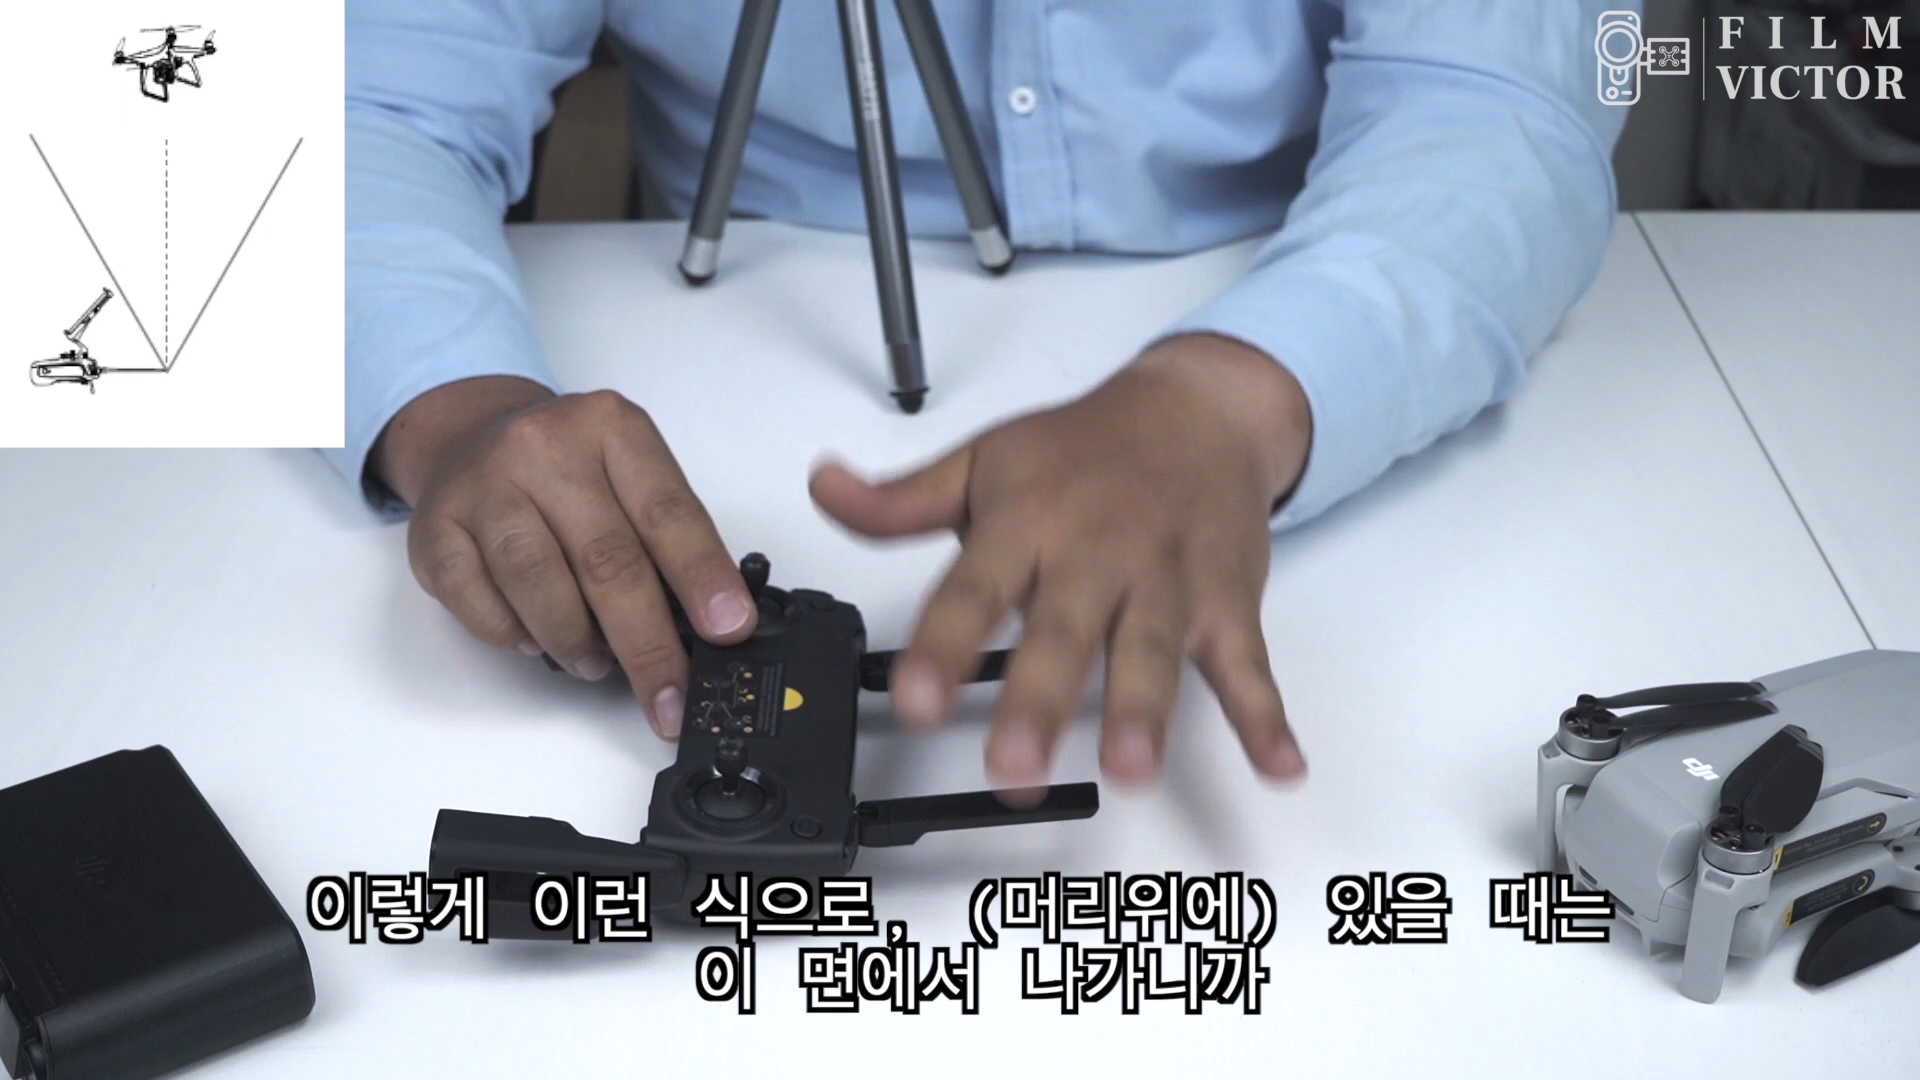 FILM
VICTOR
이렇게 이런 식으로, (머리위에) 있을 때는
이 면에서 나가니까
dji